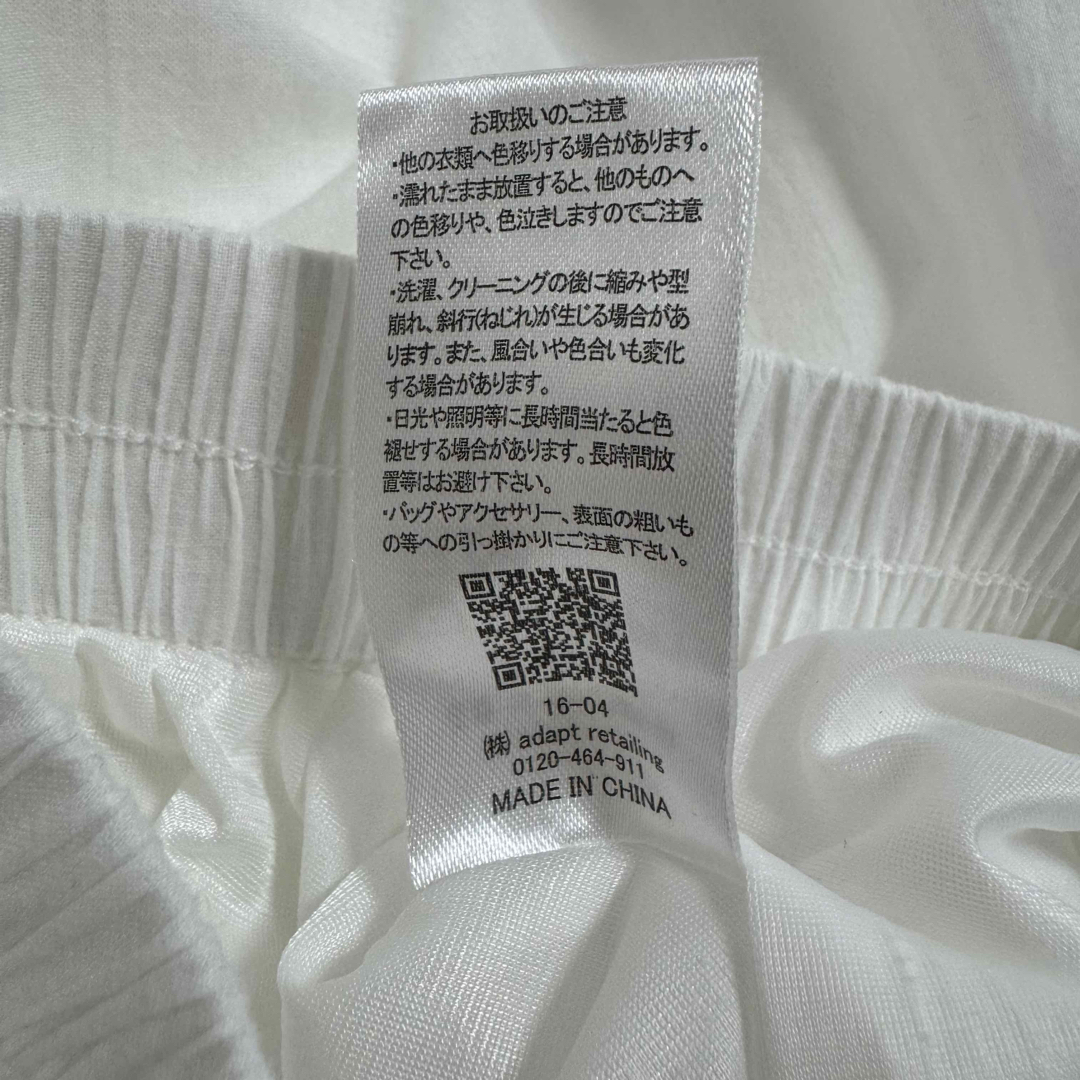 お取扱いのご注意
・他の衣類へ色移りする場合があります。
・濡れたまま放置すると、他のものへ
の色移りや、色泣きしますのでご注意
下さい。
・洗濯、クリーニングの後に縮みや型
崩れ、斜行(ねじれ)が生じる場合があ
ります。また、風合いや色合いも変化
する場合があります。
・日光や照明等に長時間当たると色
褪せする場合があります。長時間放
置等はお避け下さい。
・バッグやアクセサリー、表面の粗いも
の等への引っ掛かりにご注意下さい。
16-04
(株) adapt retailing
0120-464-911
MADE IN CHINA